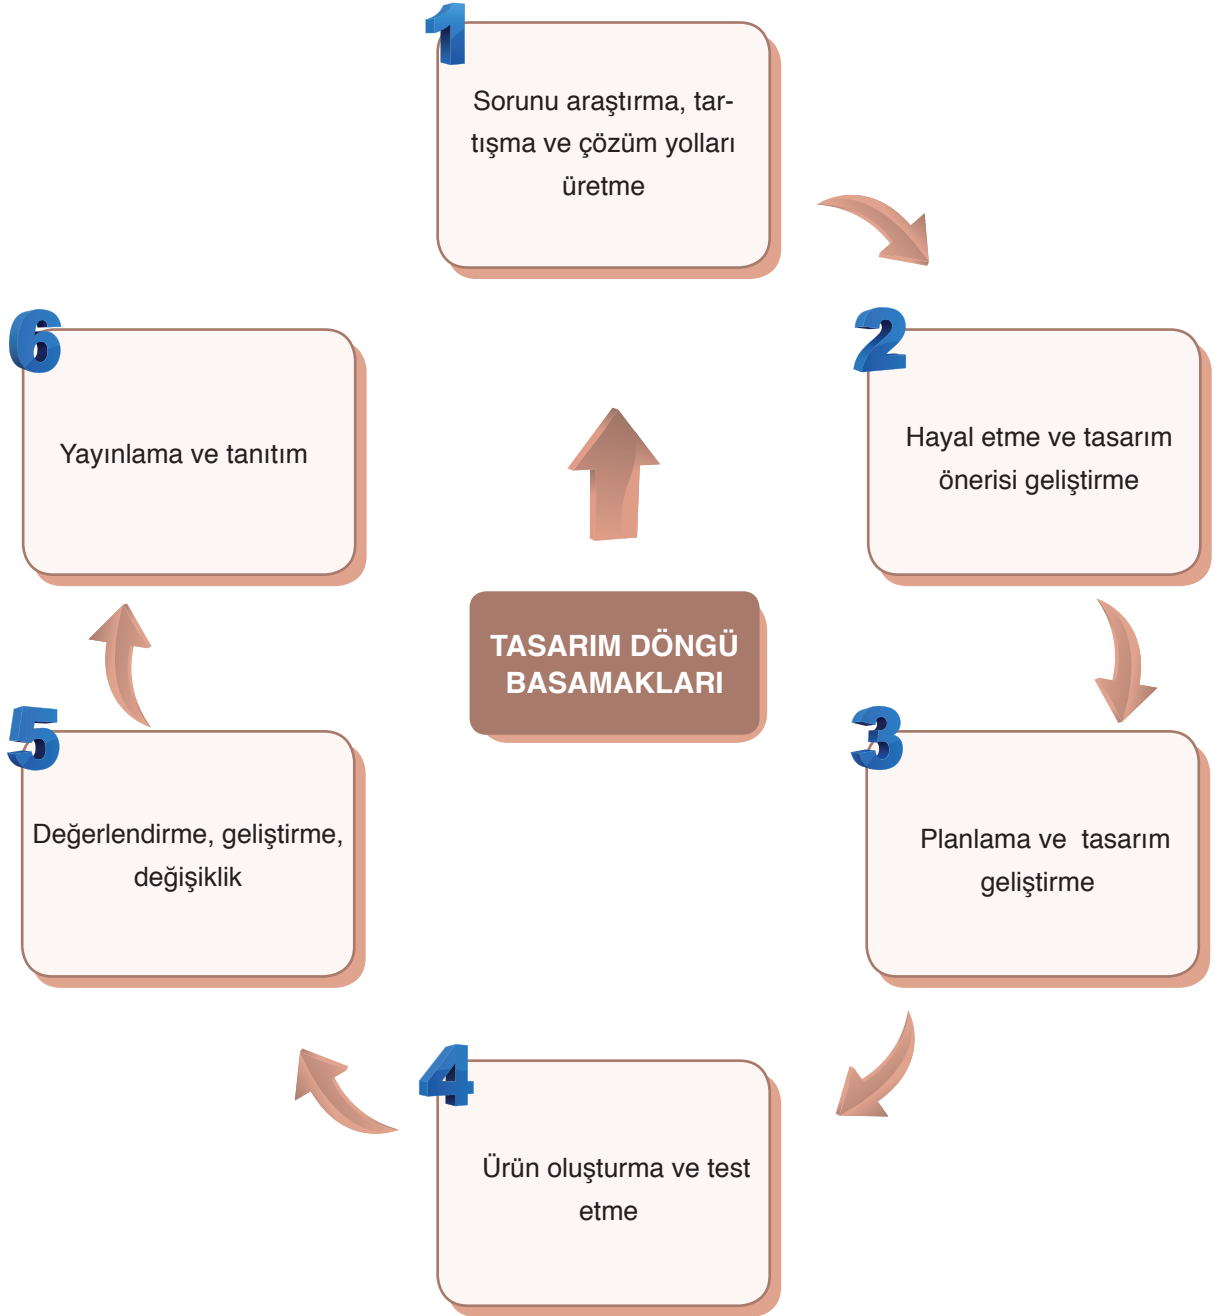 1
Sorunu araştırma, tar-
tışma ve çözüm yolları
üretme
2
Hayal etme ve tasarım
önerisi geliştirme
3
Planlama ve tasarım
geliştirme
4
Ürün oluşturma ve test
etme
5
Değerlendirme, geliştirme,
değişiklik
6
Yayınlama ve tanıtım
TASARIM DÖNGÜ
BASAMAKLARI